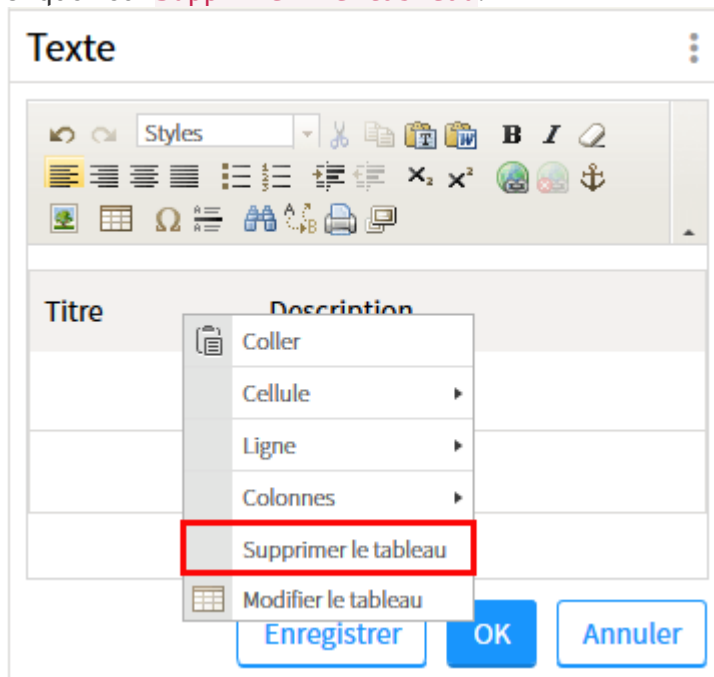 Texte
Styles
B I
Titre Description
Coller
Cellule
Ligne
Colonnes
Supprimer le tableau
Modifier le tableau
Enregistrer OK Annuler